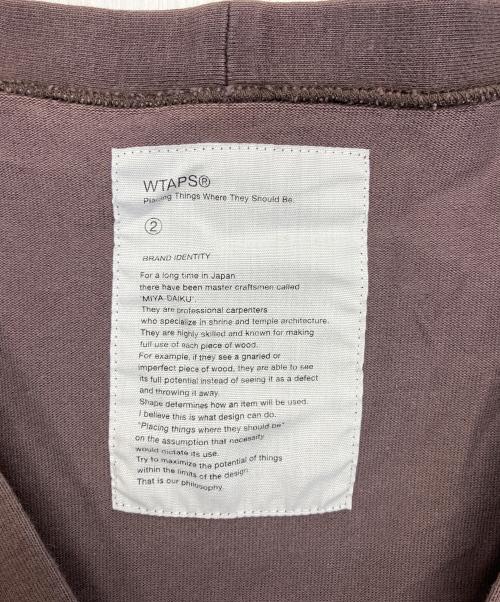 WTAPS®
Placing Things Where They Should Be.
②
BRAND IDENTITY
For a long time in Japan
there have been master craftsmen called
"MIYA-DAIKU".
They are professional carpenters
who specialize in shrine and temple architecture.
They are highly skilled and known for making
full use of each piece of wood.
For example, if they see a gnarled or
imperfect piece of wood, they are able to see
its full potential instead of seeing it as a defect
and throwing it away.
Shape determines how an item will be used.
I believe this is what design can do.
"Placing things where they should be"
on the assumption that necessity
would dictate its use.
Try to maximize the potential of things
within the limits of the design.
That is our philosophy.